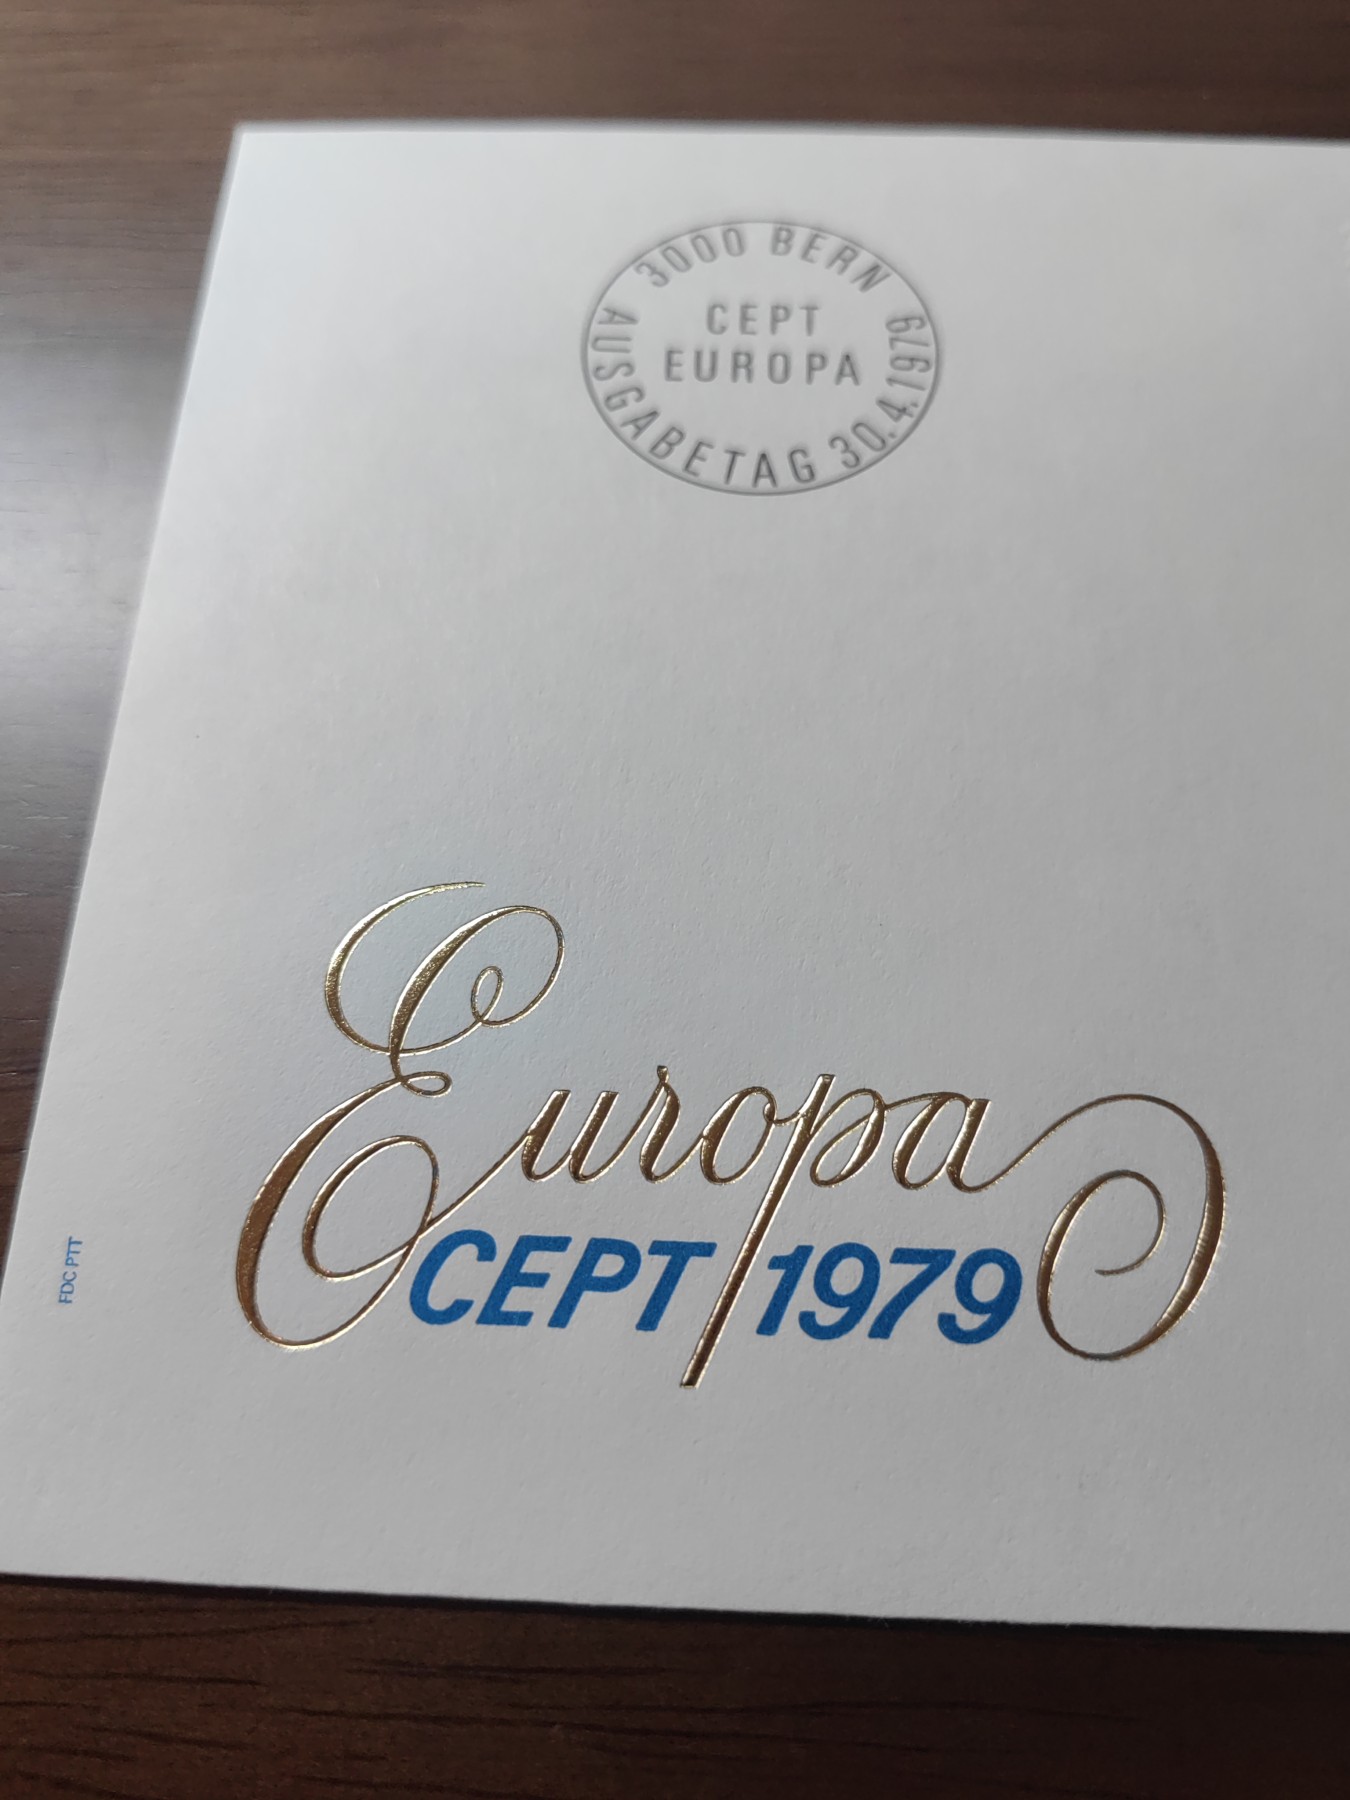 3000 BERN
CEPT
EUROPA
AUSGABETAG 30.4.1979
Europa
CEPT 1979
FDC PTT